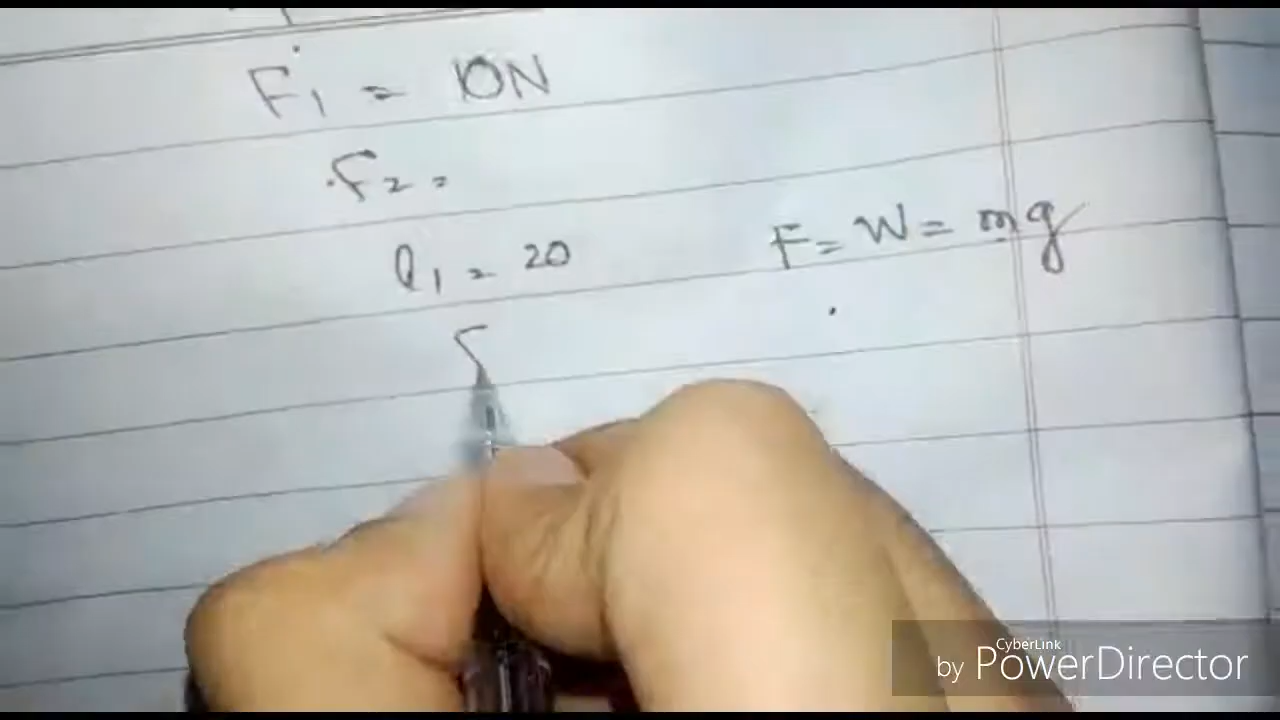 F1 = 10N
F2 =
l1 = 20
F = W = mg
CyberLink
by PowerDirector